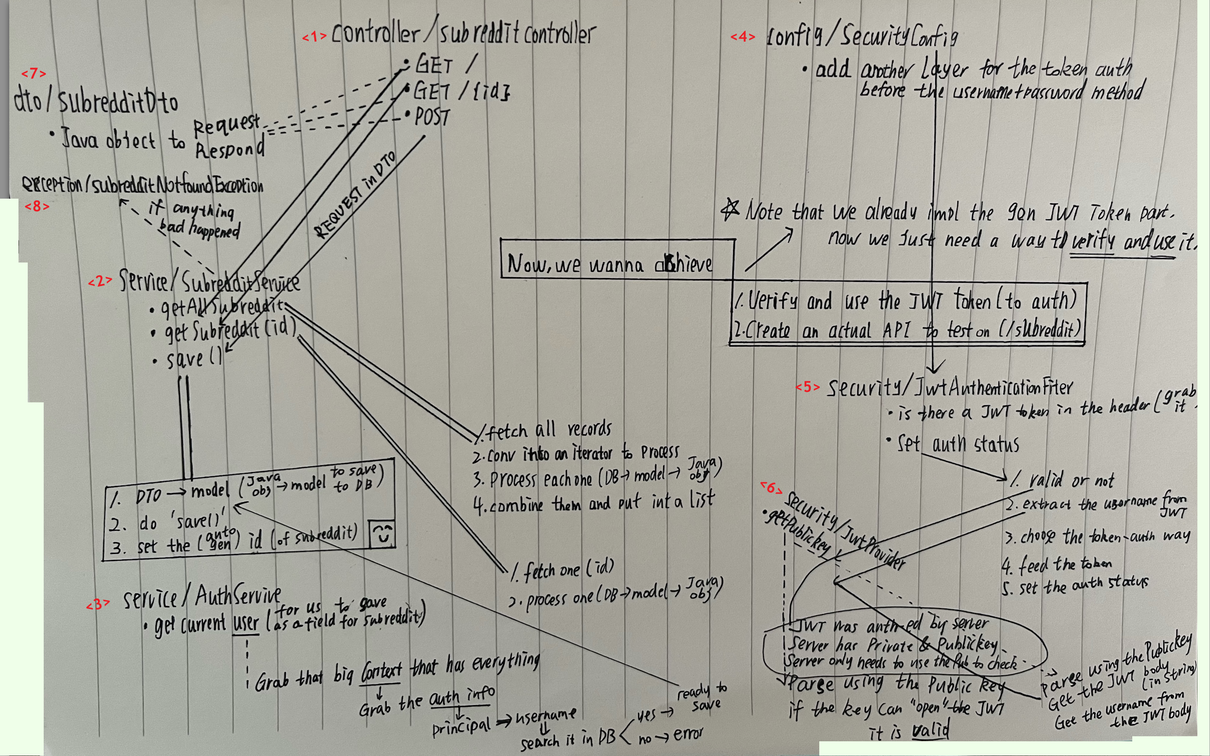 <1> Controller/subredditController
• GET /
• GET /{id}
• POST
REQUEST in DTO
<7>
dto/SubredditDto
• Java object to Request
Respond
exception/subredditNotFoundException
<8>
if anything
bad happened
<2> Service/SubredditService
• getAllSubreddit
• getSubreddit(id)
• save()
1. DTO → model (Java obj → model to save to DB)
2. do 'save()'
3. set the (auto gen) id (of subreddit)
1. fetch all records
2. conv into an iterator to process
3. process each one (DB → model → Java obj)
4. combine them and put into a list
1. fetch one (id)
2. process one (DB → model → Java obj)
<3> service/AuthServive
• get current user (for us to save
as a field for subreddit)
Grab that big Context that has everything
Grab the auth info
principal → username
search it in DB
yes → ready to save
no → error
<4> config/SecurityConfig
• add another layer for the token auth
before the username+password method
☆ Note that we already impl the gen JWT Token part.
now we just need a way to verify and use it.
Now, we wanna achieve
1. Verify and use the JWT token (to auth)
2. Create an actual API to test on (/subreddit)
<5> Security/JwtAuthenticationFilter
• is there a JWT token in the header (grab it
• set auth status
1. valid or not
2. extract the username from JWT
3. choose the token-auth way
4. feed the token
5. set the auth status
<6> security/JwtProvider
• getPublickey
JWT was auth-ed by server
Server has Private & Publickey
Server only needs to use the Pub to check
Parse using the Public key
if the key can "open" the JWT
it is valid
Parse using the Publickey
Get the JWT body
(in string)
Get the username from
the JWT body